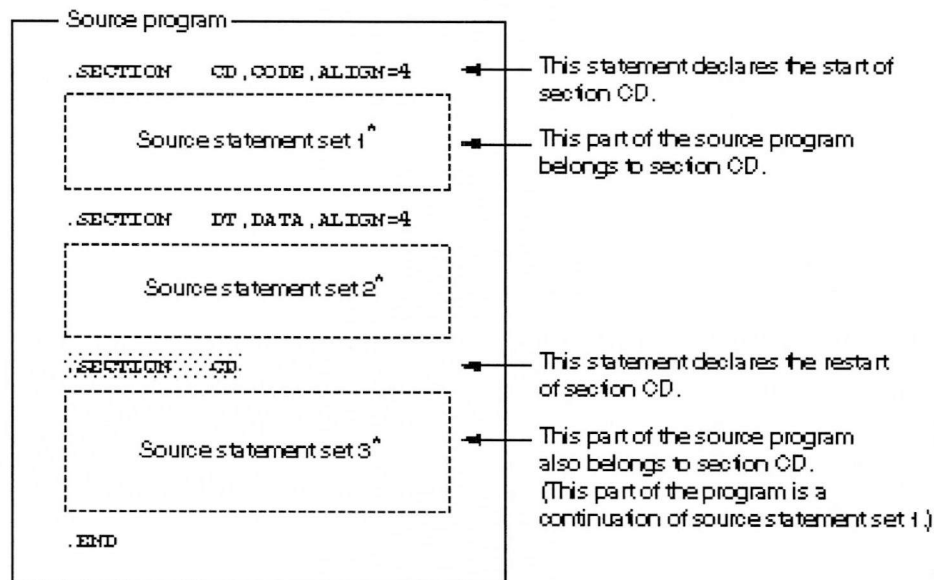 Source program
.SECTION CD,CODE,ALIGN=4
This statement declares the start of
section CD.
Source statement set 1*
This part of the source program
belongs to section CD.
.SECTION DT,DATA,ALIGN=4
Source statement set 2*
.SECTION CD
This statement declares the restart
of section CD.
Source statement set 3*
This part of the source program
also belongs to section CD.
(This part of the program is a
continuation of source statement set 1.)
.END